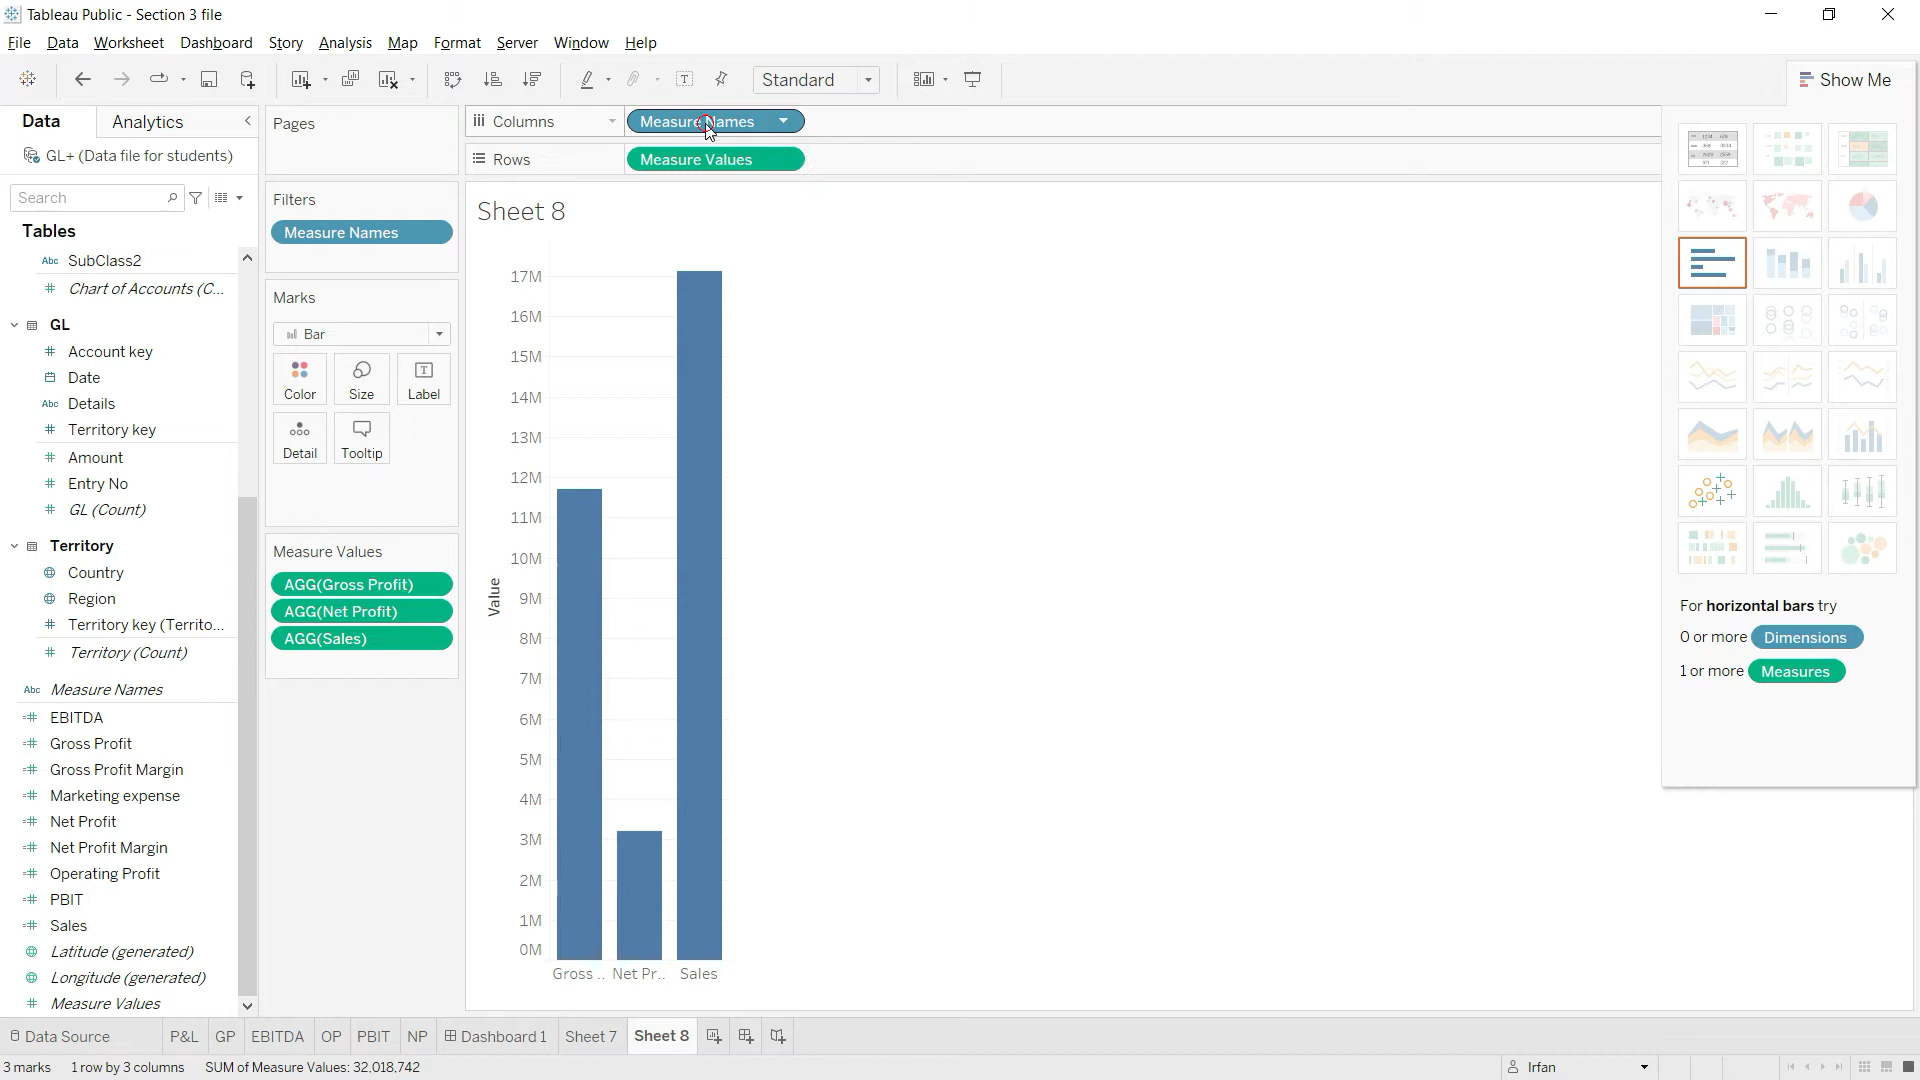 Tableau Public - Section 3 file
File Data Worksheet Dashboard Story Analysis Map Format Server Window Help
Standard
Show Me
Data Analytics
GL+ (Data file for students)
Search
Tables
Abc SubClass2
# Chart of Accounts (C...
GL
# Account key
Date
Abc Details
# Territory key
# Amount
# Entry No
# GL (Count)
Territory
Country
Region
# Territory key (Territo...
# Territory (Count)
Abc Measure Names
=# EBITDA
=# Gross Profit
=# Gross Profit Margin
=# Marketing expense
=# Net Profit
=# Net Profit Margin
=# Operating Profit
=# PBIT
=# Sales
Latitude (generated)
Longitude (generated)
# Measure Values
Pages
Filters
Measure Names
Marks
Bar
Color Size Label
Detail Tooltip
Measure Values
AGG(Gross Profit)
AGG(Net Profit)
AGG(Sales)
Columns Measure Names
Rows Measure Values
Sheet 8
17M
16M
15M
14M
13M
12M
11M
10M
9M
8M
7M
6M
5M
4M
3M
2M
1M
0M
Value
Gross .. Net Pr.. Sales
For horizontal bars try
0 or more Dimensions
1 or more Measures
Data Source P&L GP EBITDA OP PBIT NP Dashboard 1 Sheet 7 Sheet 8
3 marks 1 row by 3 columns SUM of Measure Values: 32,018,742
Irfan